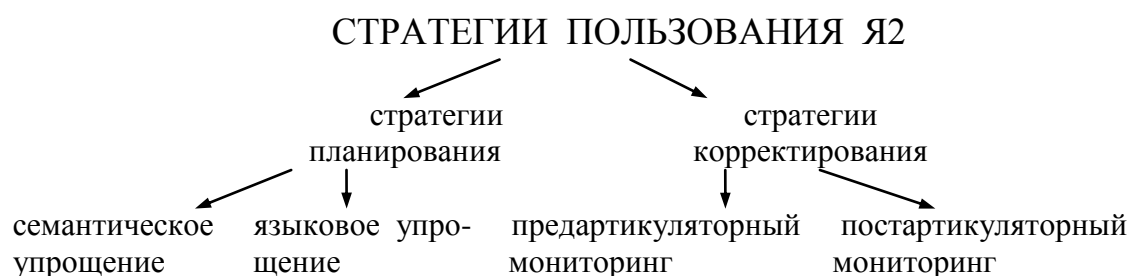 СТРАТЕГИИ ПОЛЬЗОВАНИЯ Я2
стратегии планирования
стратегии корректирования
семантическое упрощение
языковое упро-
щение
предартикуляторный мониторинг
постартикуляторный мониторинг